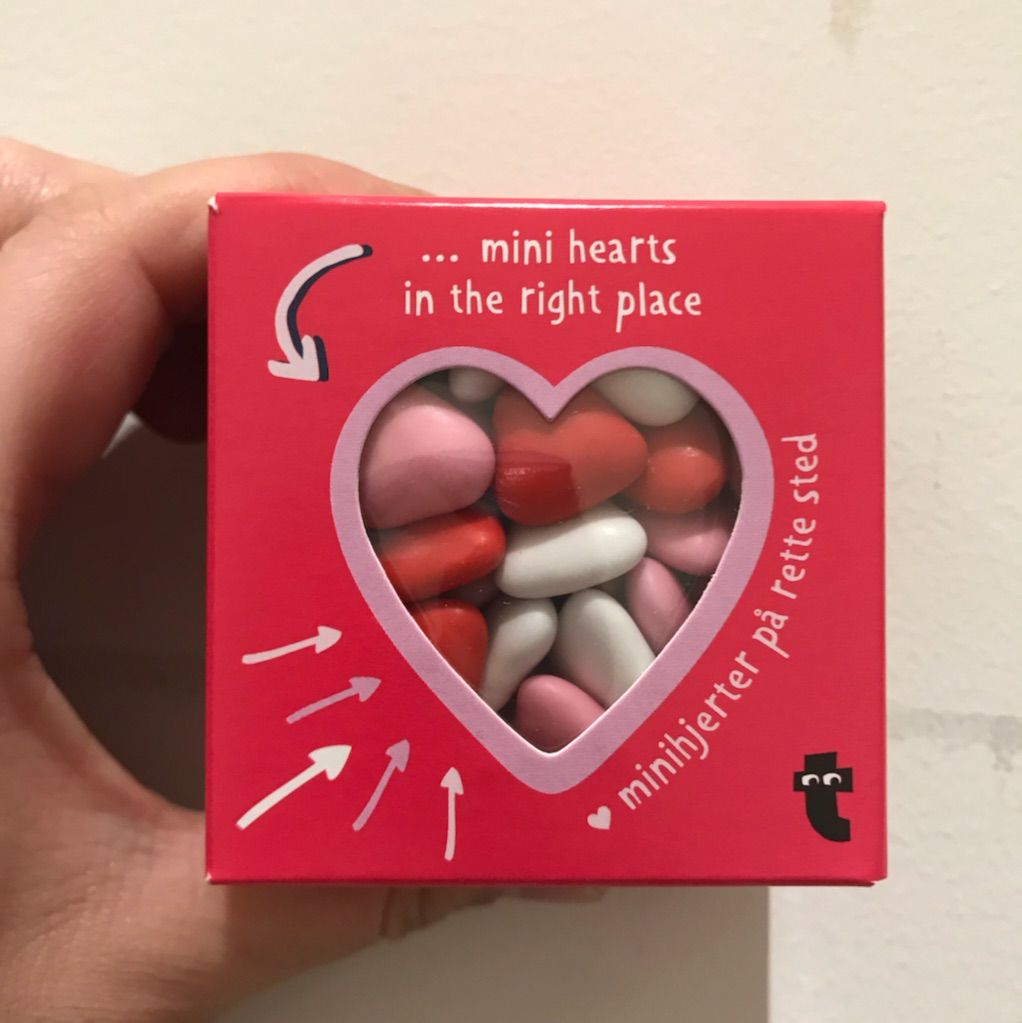 ... mini hearts
in the right place
minihjerter på rette sted
t